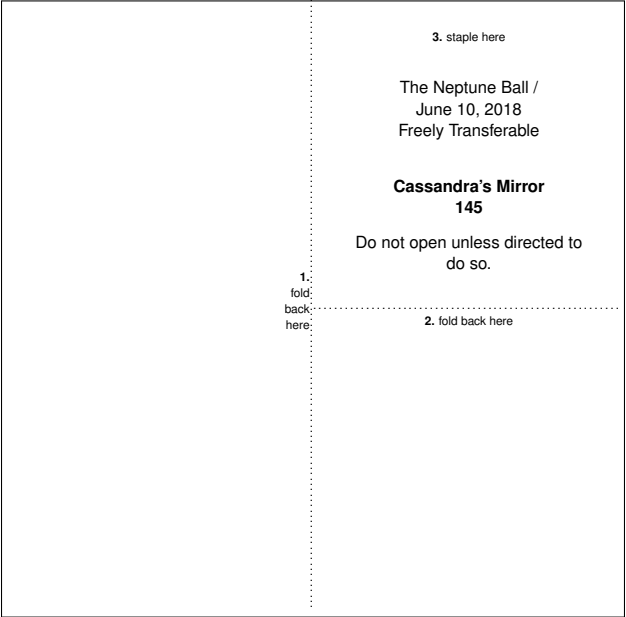 3. staple here
The Neptune Ball /
June 10, 2018
Freely Transferable
Cassandra's Mirror
145
Do not open unless directed to
do so.
1.
fold
back
here
2. fold back here